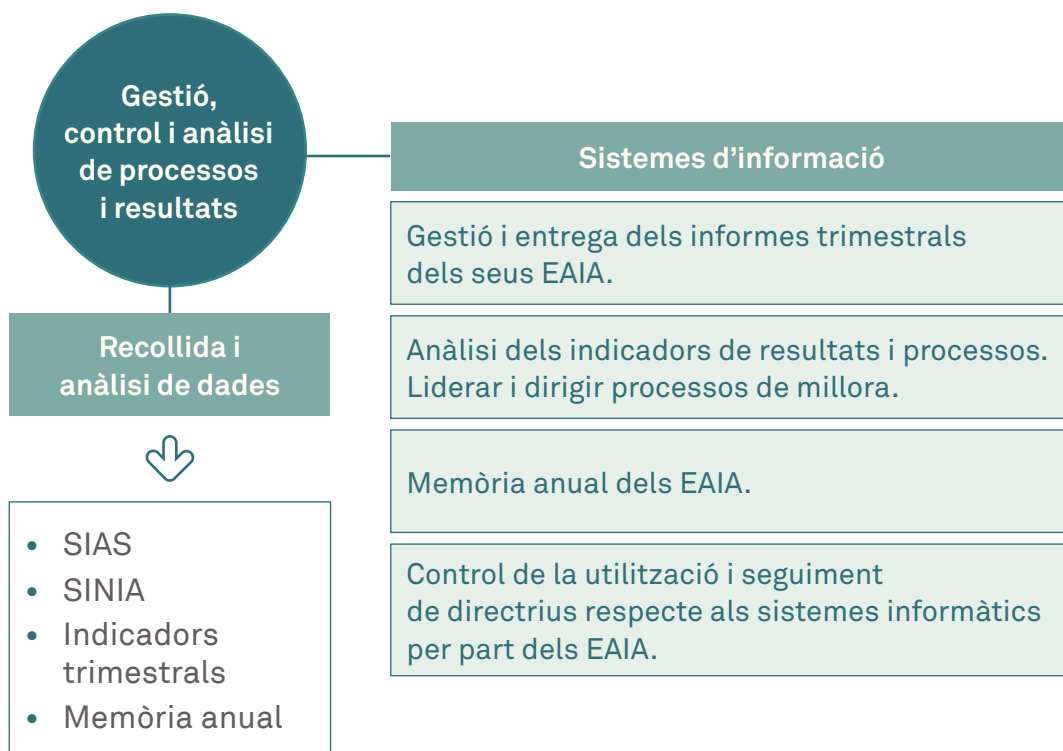 Gestió,
control i anàlisi
de processos
i resultats
Sistemes d’informació
Gestió i entrega dels informes trimestrals
dels seus EAIA.
Anàlisi dels indicadors de resultats i processos.
Liderar i dirigir processos de millora.
Memòria anual dels EAIA.
Control de la utilització i seguiment
de directrius respecte als sistemes informàtics
per part dels EAIA.
Recollida i
anàlisi de dades
• SIAS
• SINIA
• Indicadors
trimestrals
• Memòria anual